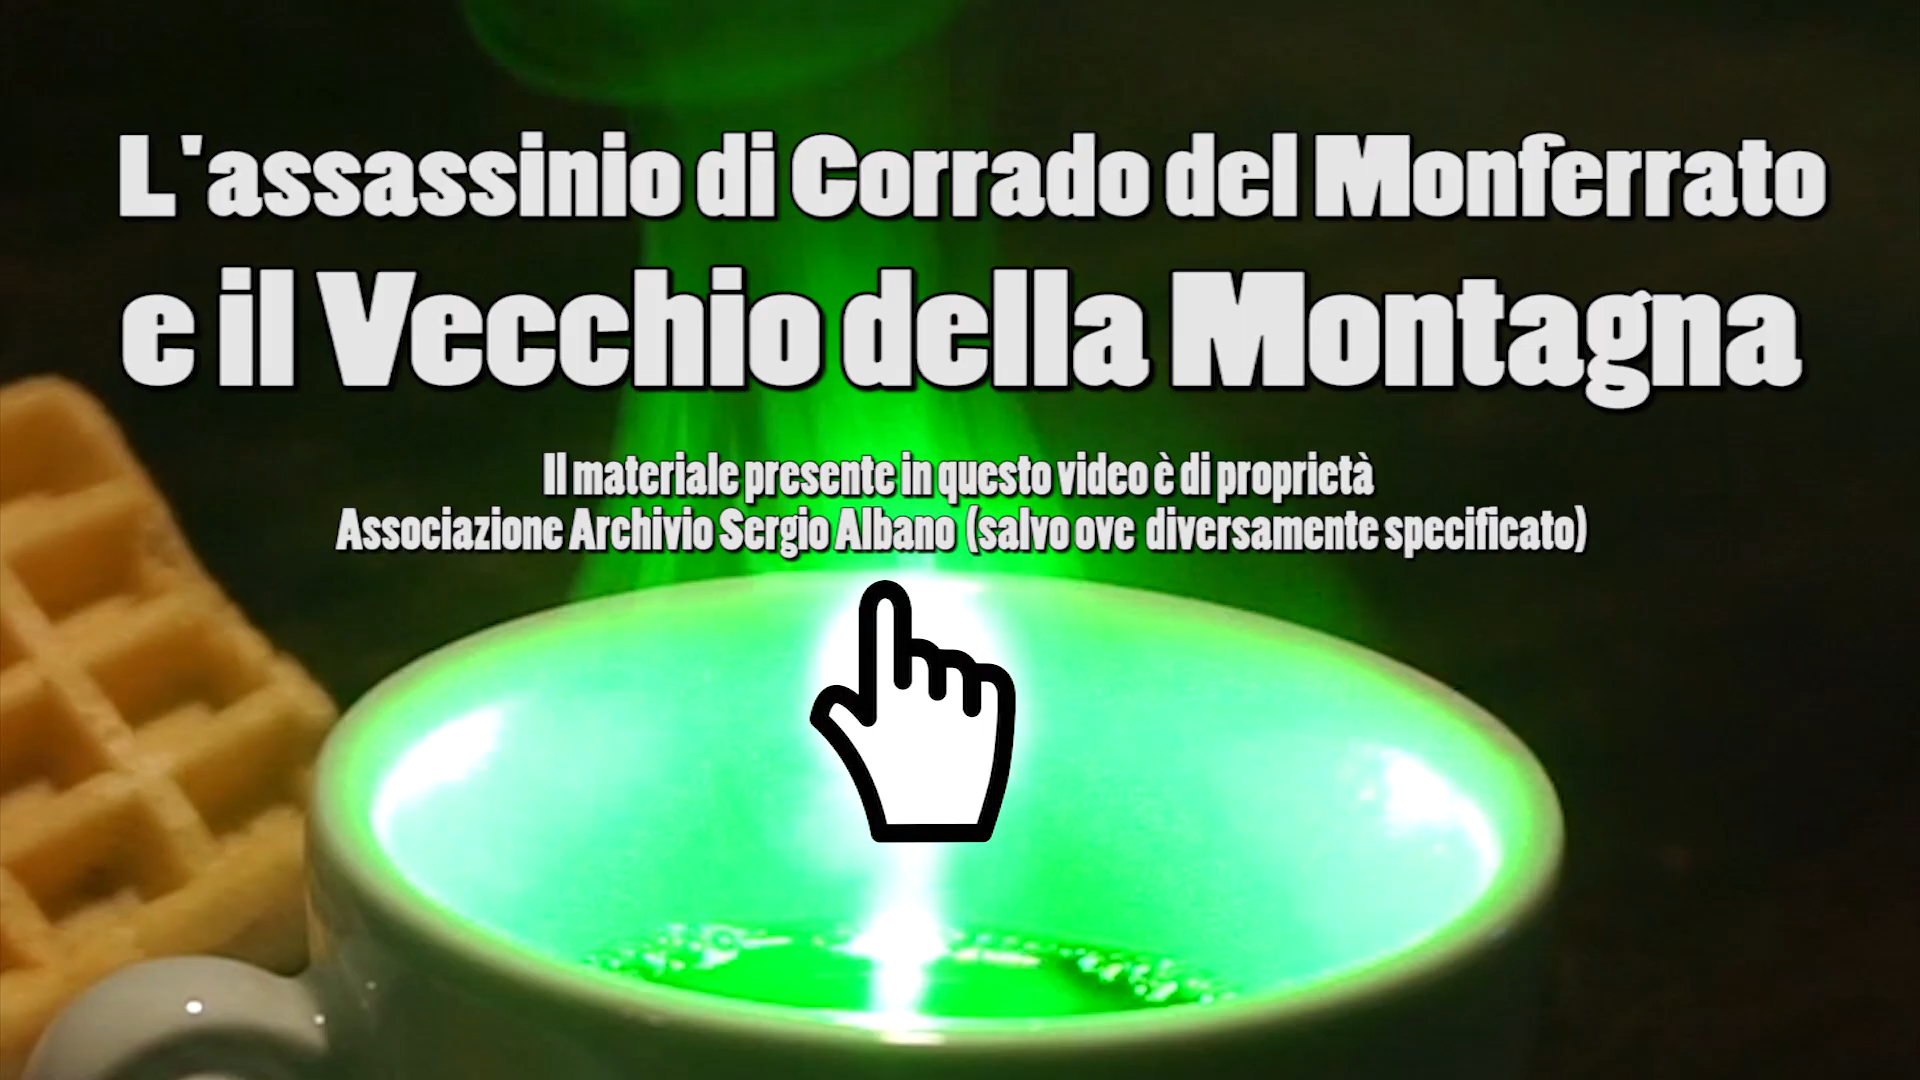 L'assassinio di Corrado del Monferrato
e il Vecchio della Montagna
Il materiale presente in questo video è di proprietà
Associazione Archivio Sergio Albano (salvo ove diversamente specificato)